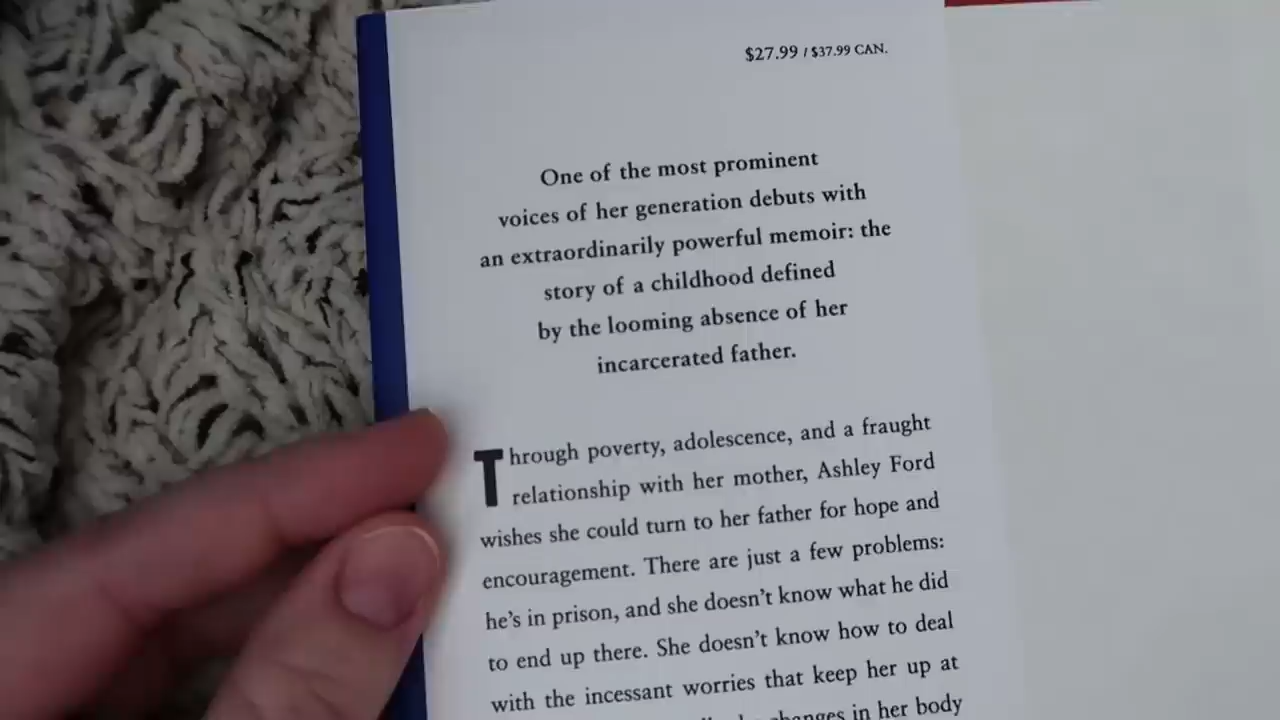 $27.99 / $37.99 CAN.
One of the most prominent
voices of her generation debuts with
an extraordinarily powerful memoir: the
story of a childhood defined
by the looming absence of her
incarcerated father.
Through poverty, adolescence, and a fraught
relationship with her mother, Ashley Ford
wishes she could turn to her father for hope and
encouragement. There are just a few problems:
he's in prison, and she doesn't know what he did
to end up there. She doesn't know how to deal
with the incessant worries that keep her up at
changes in her body